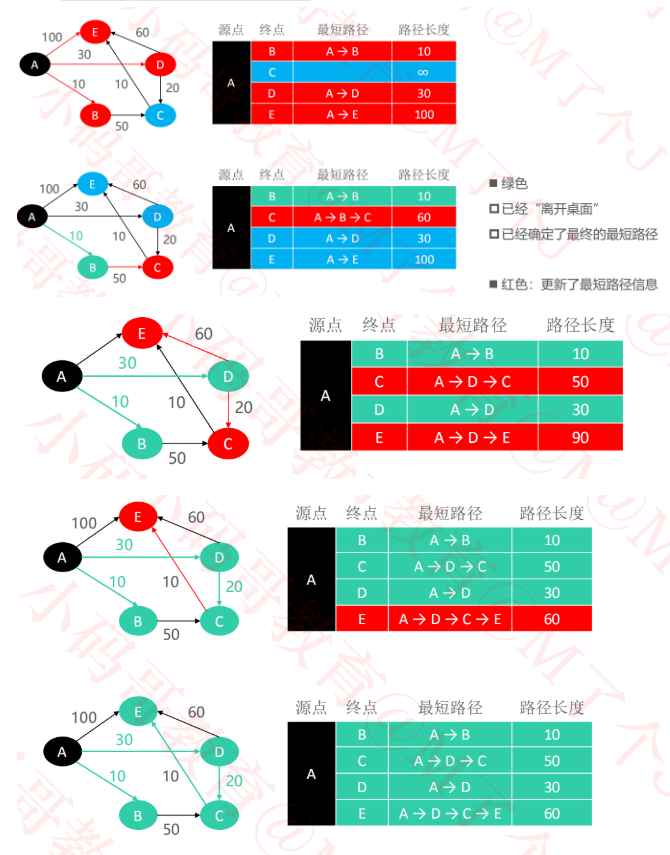 源点 终点 最短路径 路径长度
100 E 60
A 30 D
10 10 20
B 50 C
A
B A → B 10
C ∞
D A → D 30
E A → E 100
源点 终点 最短路径 路径长度
100 E 60
A 30 D
10 10 20
B 50 C
A
B A → B 10
C A → B → C 60
D A → D 30
E A → E 100
■ 绿色
□ 已经“离开桌面”
□ 已经确定了最终的最短路径
■ 红色：更新了最短路径信息
源点 终点 最短路径 路径长度
E 60
A 30 D
10 10 20
B 50 C
A
B A → B 10
C A → D → C 50
D A → D 30
E A → D → E 90
源点 终点 最短路径 路径长度
100 E 60
A 30 D
10 10 20
B 50 C
A
B A → B 10
C A → D → C 50
D A → D 30
E A → D → C → E 60
源点 终点 最短路径 路径长度
100 E 60
A 30 D
10 10 20
B 50 C
A
B A → B 10
C A → D → C 50
D A → D 30
E A → D → C → E 60
小码哥教育@M了个J